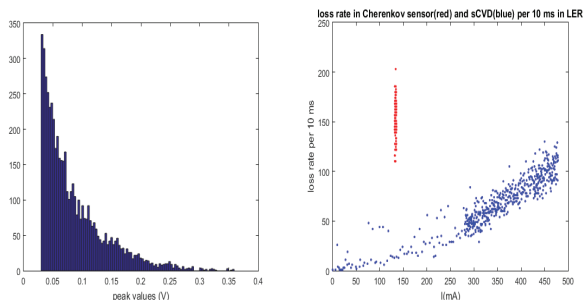 loss rate in Cherenkov sensor(red) and sCVD(blue) per 10 ms in LER
350
300
250
200
150
100
50
0
0 0.05 0.1 0.15 0.2 0.25 0.3 0.35 0.4
peak values (V)
250
200
150
100
50
0
loss rate per 10 ms
0 50 100 150 200 250 300 350 400 450 500
I(mA)